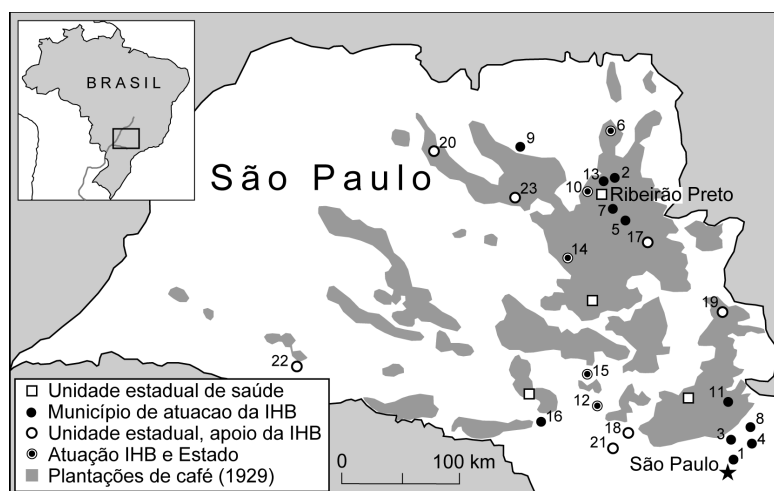 BRASIL
São Paulo
6
20
9
13
2
10
Ribeirão Preto
23
7
5
17
14
19
22
15
12
11
16
18
8
3
4
21
1
São Paulo
Unidade estadual de saúde
Município de atuacao da IHB
Unidade estadual, apoio da IHB
Atuação IHB e Estado
Plantações de café (1929)
0 100 km